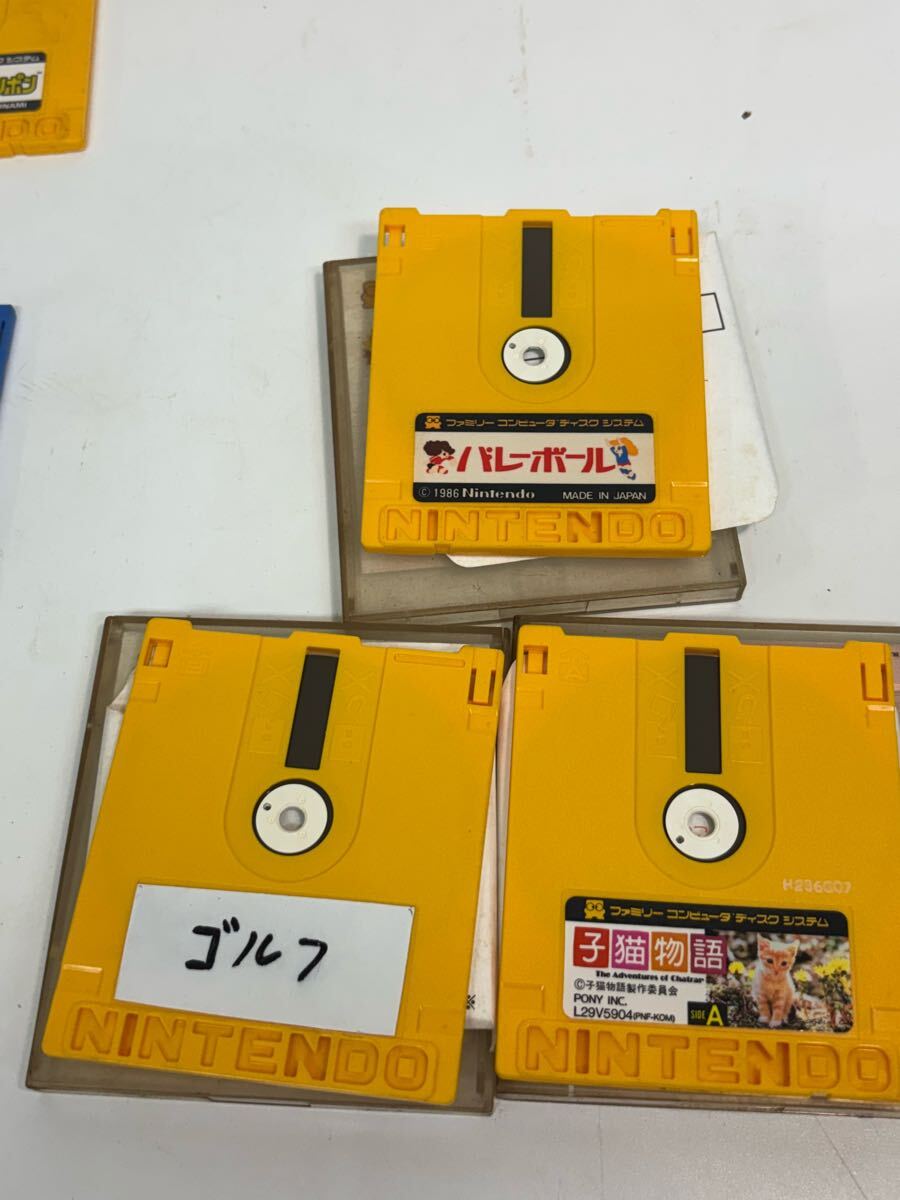 ポン
NINTENDO
ファミリー コンピュータ ディスク システム
バレーボール
© 1986 Nintendo MADE IN JAPAN
NINTENDO
ゴルフ
NINTENDO
H236G07
ファミリー コンピュータ ディスク システム
子猫物語
The Adventures of Chatran
©子猫物語製作委員会
PONY INC.
L29V5904(PNF-KOM)
SIDE A
NINTENDO